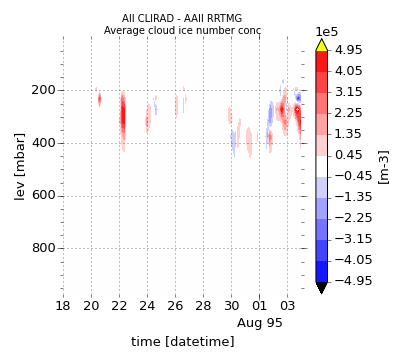 All CLIRAD - AAll RRTMG
Average cloud ice number conc
1e5
4.95
4.05
3.15
2.25
1.35
0.45
−0.45
−1.35
−2.25
−3.15
−4.05
−4.95
[m-3]
lev [mbar]
200
400
600
800
18 20 22 24 26 28 30 01 03
Aug 95
time [datetime]